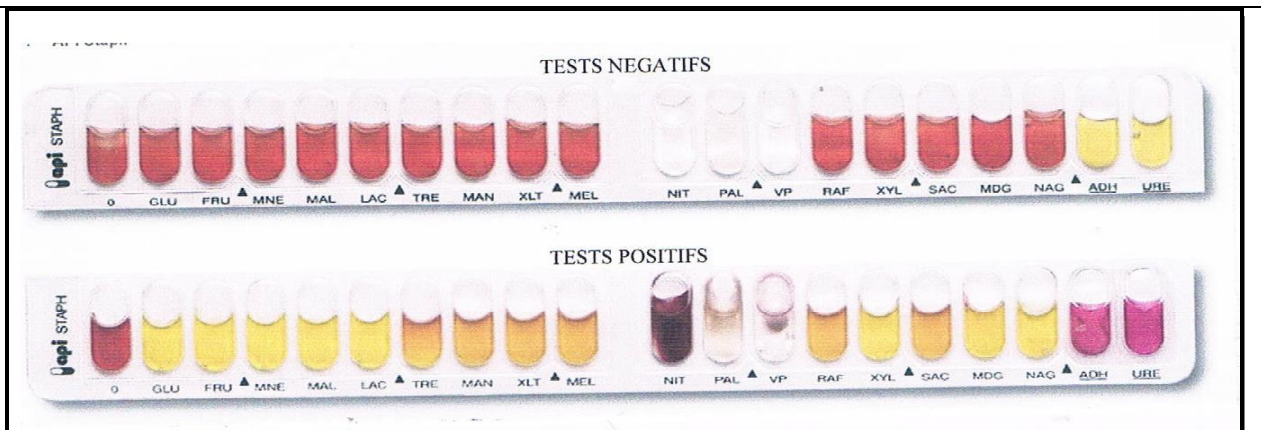 TESTS NEGATIFS
api STAPH
0 GLU FRU MNE MAL LAC TRE MAN XLT MEL NIT PAL VP RAF XYL SAC MDG NAG ADH URE
TESTS POSITIFS
api STAPH
0 GLU FRU MNE MAL LAC TRE MAN XLT MEL NIT PAL VP RAF XYL SAC MDG NAG ADH URE